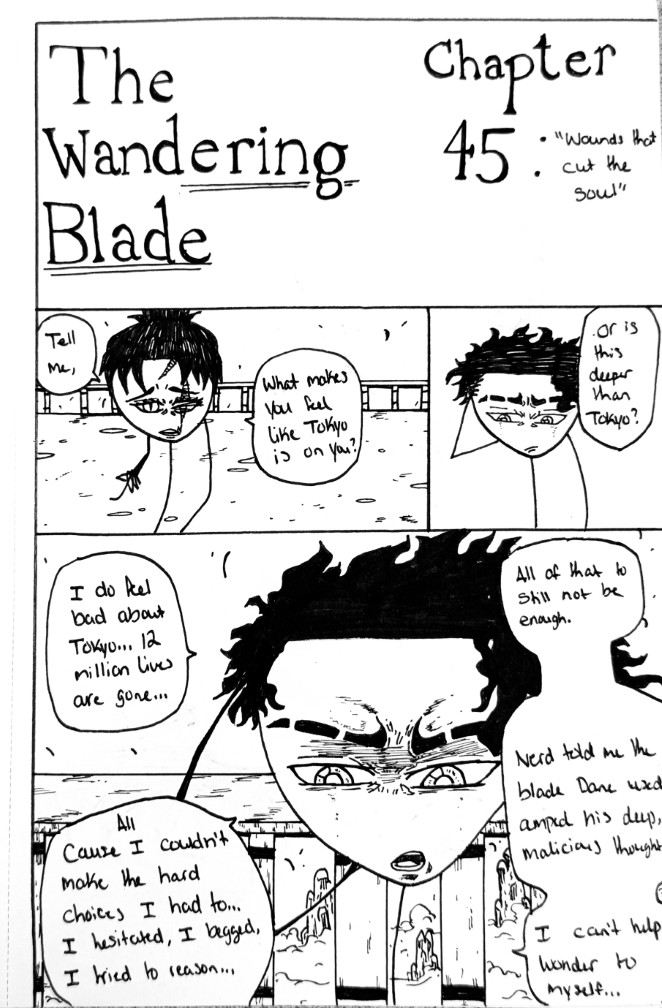 The
Wandering
Blade
Chapter
45 :
"Wounds that
cut the
soul"
Tell
me,
What makes
you feel
like Tokyo
is on you?
Or is
this
deeper
than
Tokyo?
I do feel
bad about
Tokyo... 12
million lives
are gone...
All
Cause I couldn't
make the hard
choices I had to...
I hesitated, I begged,
I tried to reason...
All of that to
still not be
enough.
Nerd told me the
blade Dane used
amped his deep,
malicious thought
I can't help
wonder to
myself...